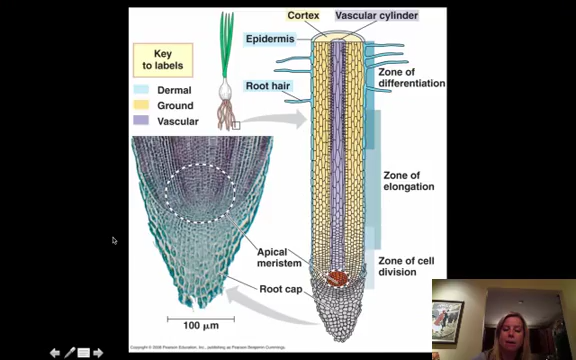 Cortex
Vascular cylinder
Epidermis
Key
to labels
Zone of
differentiation
Root hair
Dermal
Ground
Vascular
Zone of
elongation
Apical
meristem
Zone of cell
division
Root cap
100 μm
Copyright © 2008 Pearson Education, Inc., publishing as Pearson Benjamin Cummings.